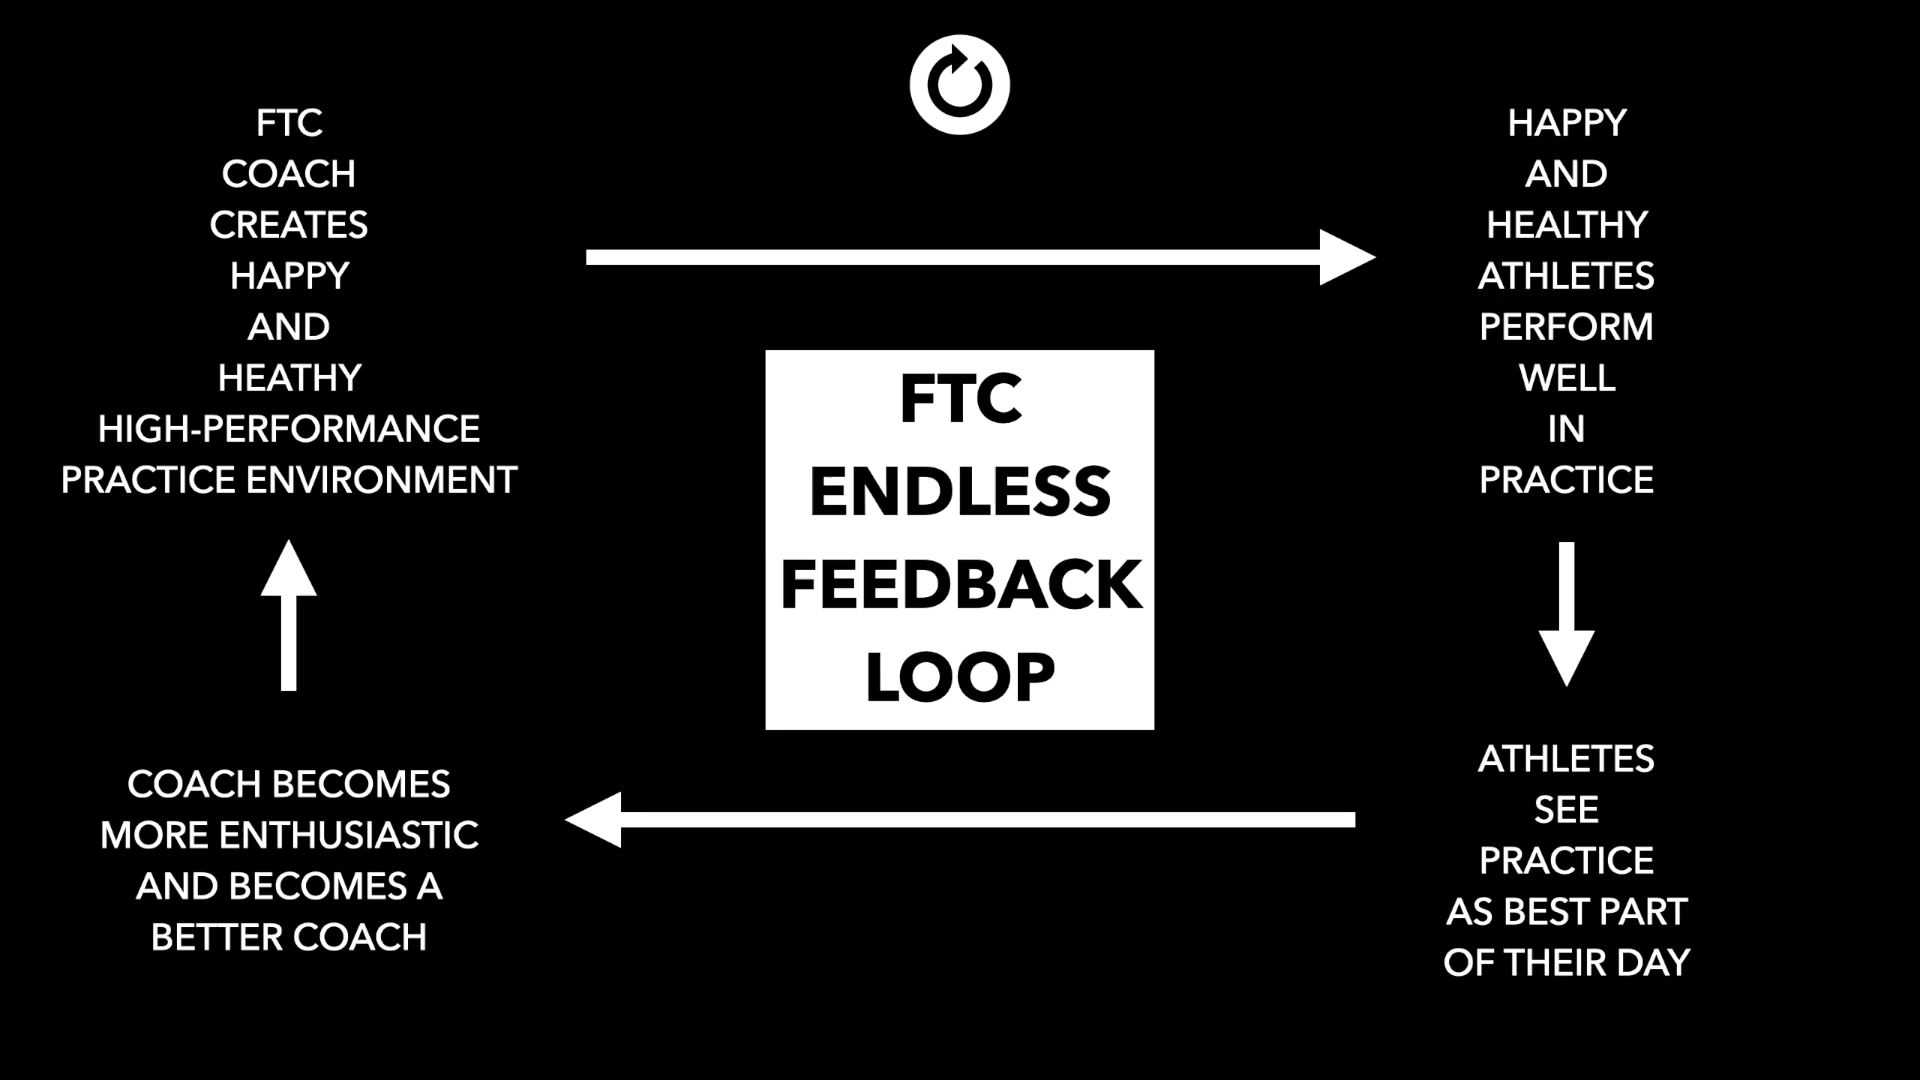 FTC
COACH
CREATES
HAPPY
AND
HEATHY
HIGH-PERFORMANCE
PRACTICE ENVIRONMENT
HAPPY
AND
HEALTHY
ATHLETES
PERFORM
WELL
IN
PRACTICE
FTC
ENDLESS
FEEDBACK
LOOP
ATHLETES
SEE
PRACTICE
AS BEST PART
OF THEIR DAY
COACH BECOMES
MORE ENTHUSIASTIC
AND BECOMES A
BETTER COACH